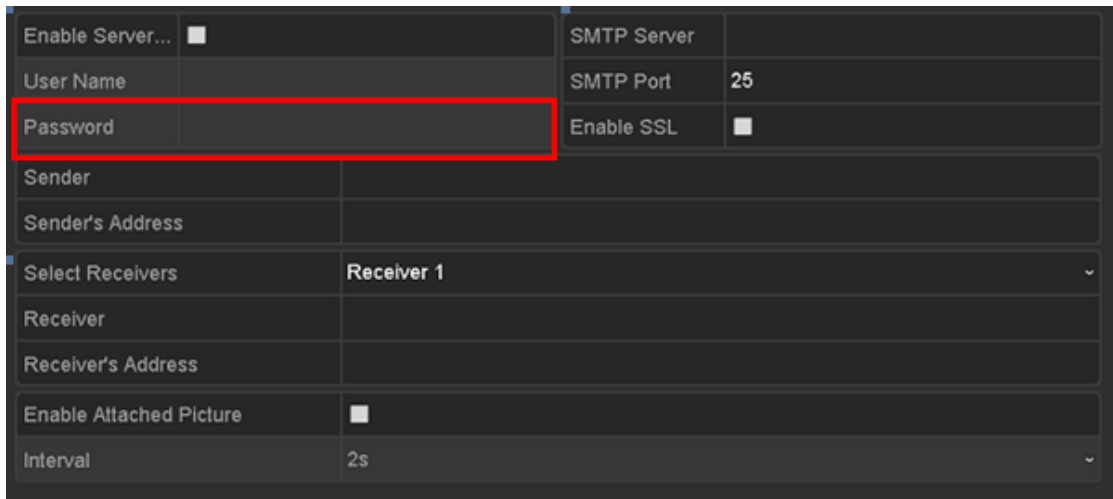 Enable Server...
User Name
Password
SMTP Server
SMTP Port 25
Enable SSL
Sender
Sender's Address
Select Receivers Receiver 1
Receiver
Receiver's Address
Enable Attached Picture
Interval 2s